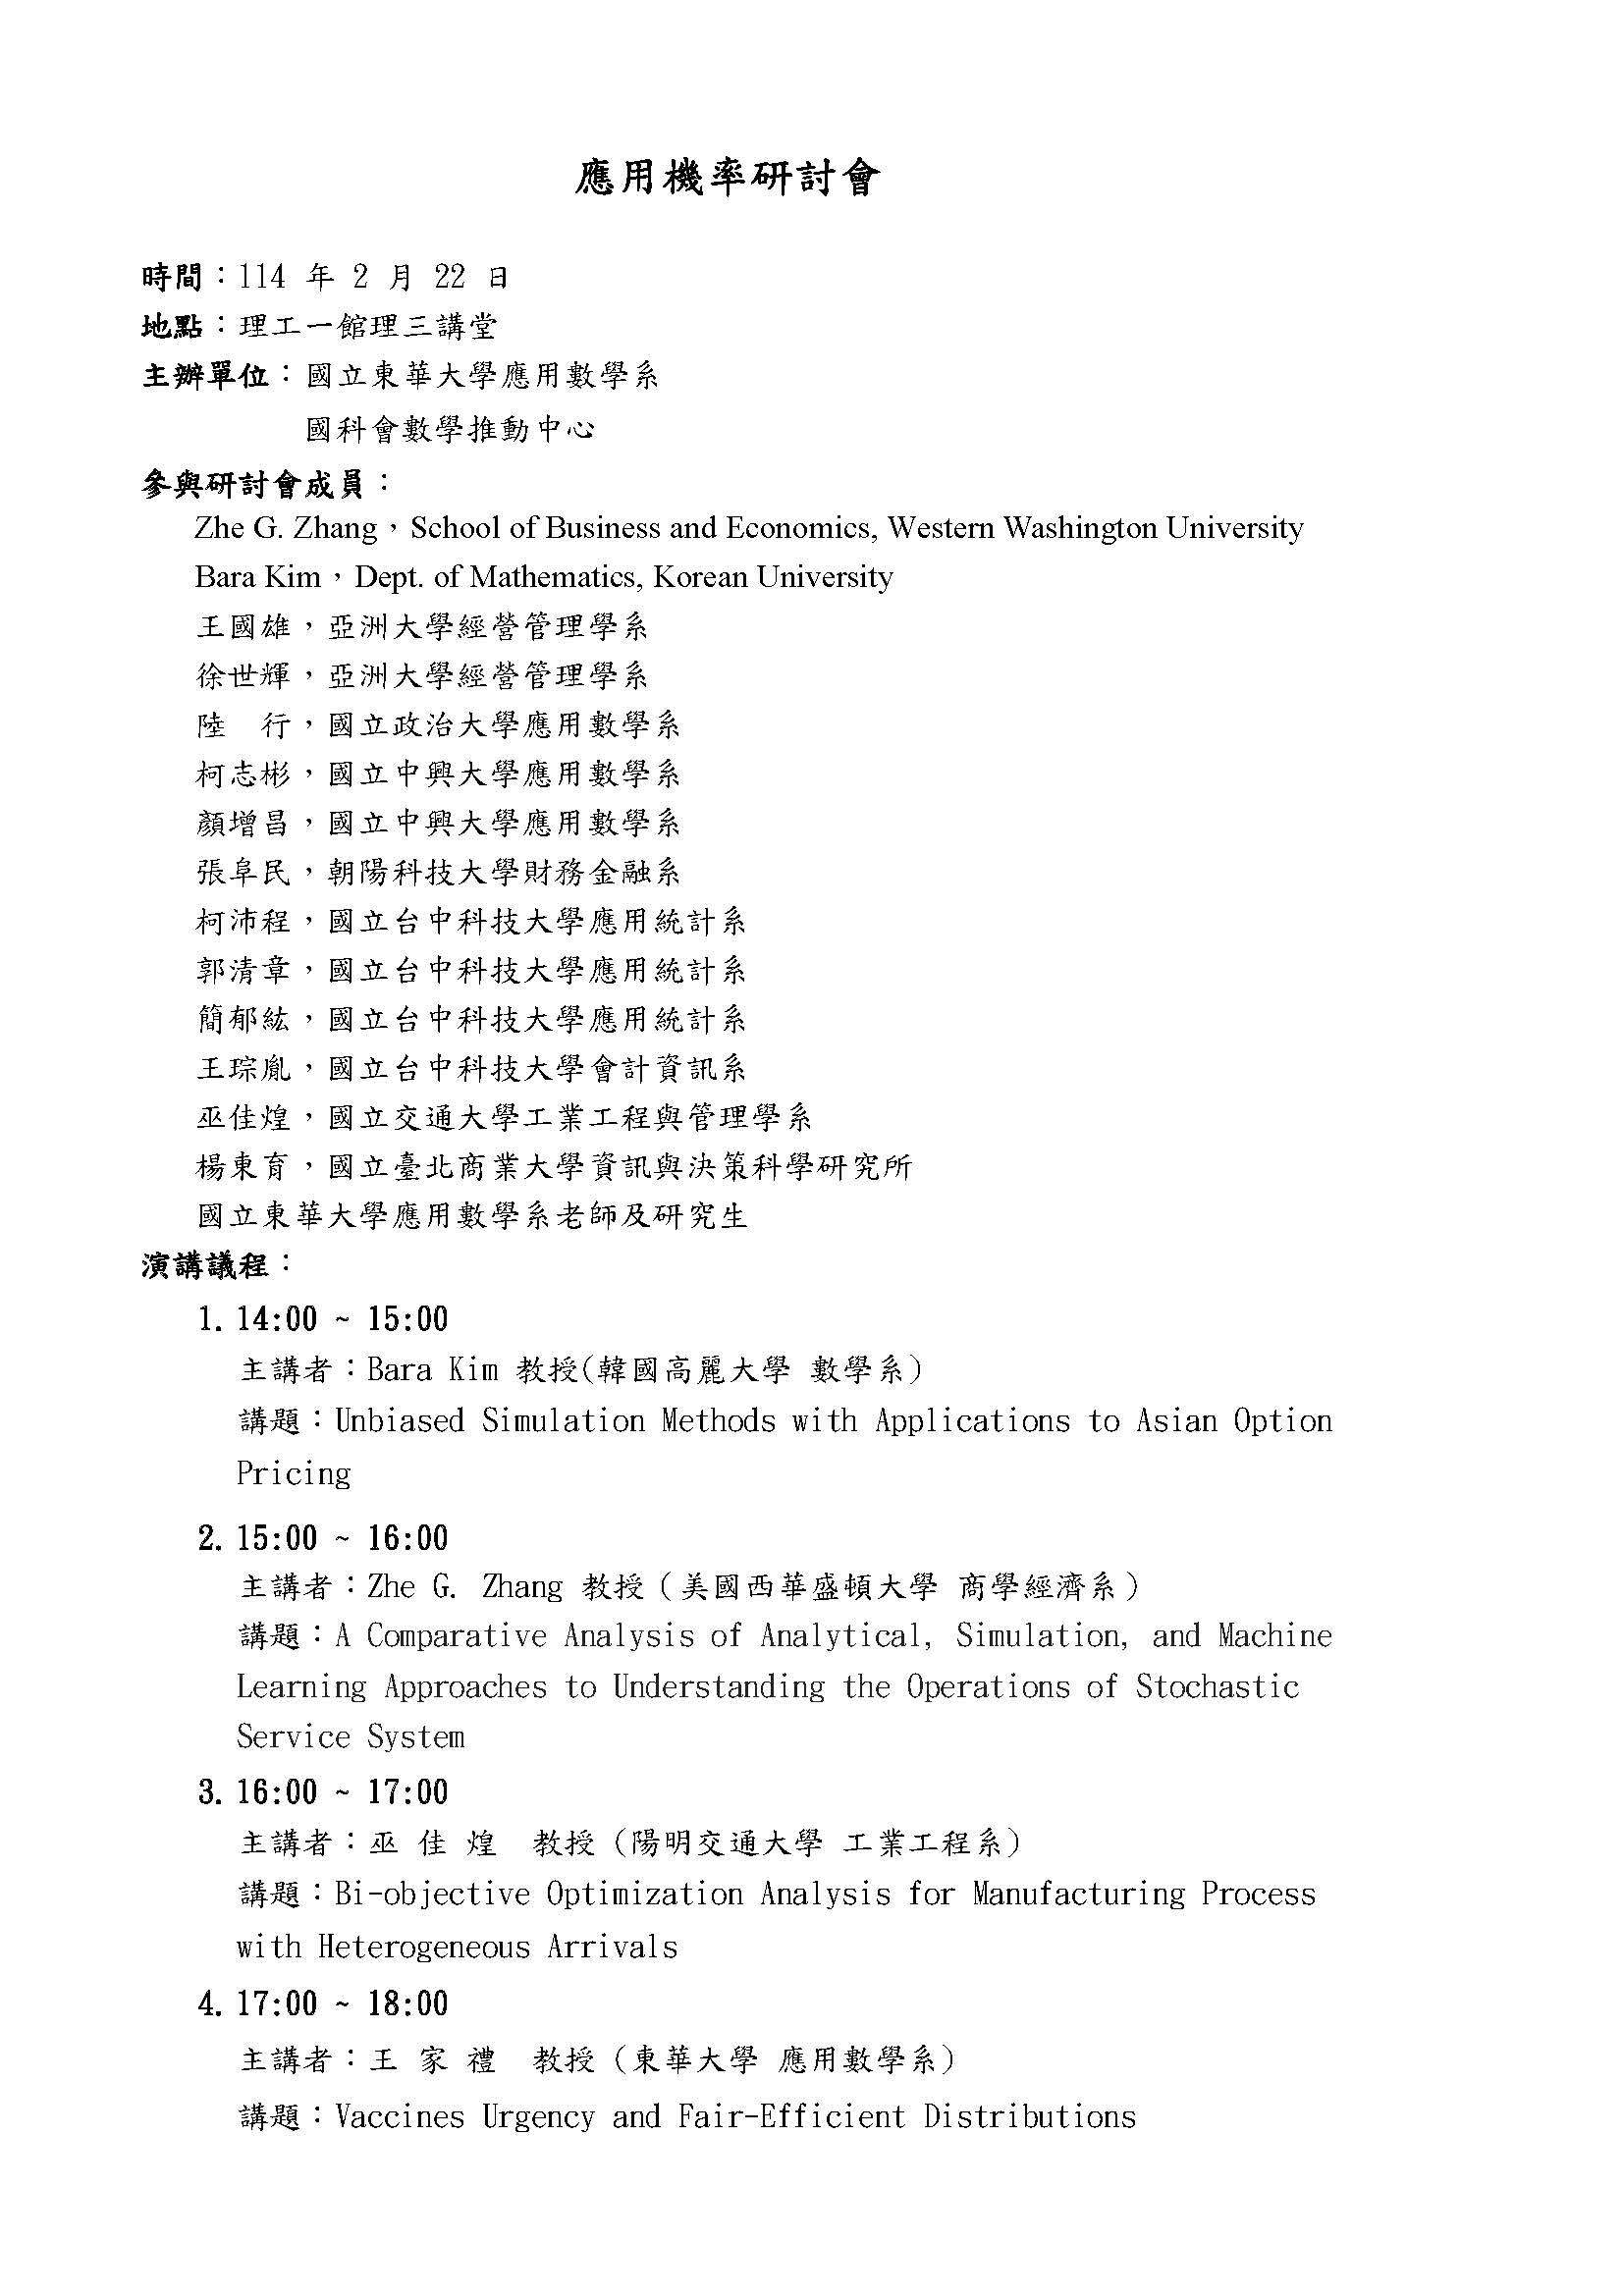 應用機率研討會
時間：114 年 2 月 22 日
地點：理工一館理三講堂
主辦單位：國立東華大學應用數學系
國科會數學推動中心
參與研討會成員：
Zhe G. Zhang，School of Business and Economics, Western Washington University
Bara Kim，Dept. of Mathematics, Korean University
王國雄，亞洲大學經營管理學系
徐世輝，亞洲大學經營管理學系
陸　行，國立政治大學應用數學系
柯志彬，國立中興大學應用數學系
顏增昌，國立中興大學應用數學系
張阜民，朝陽科技大學財務金融系
柯沛程，國立台中科技大學應用統計系
郭清章，國立台中科技大學應用統計系
簡郁紘，國立台中科技大學應用統計系
王琮胤，國立台中科技大學會計資訊系
巫佳煌，國立交通大學工業工程與管理學系
楊東育，國立臺北商業大學資訊與決策科學研究所
國立東華大學應用數學系老師及研究生
演講議程：
1. 14:00 ~ 15:00
主講者：Bara Kim 教授(韓國高麗大學 數學系)
講題：Unbiased Simulation Methods with Applications to Asian Option
Pricing
2. 15:00 ~ 16:00
主講者：Zhe G. Zhang 教授（美國西華盛頓大學 商學經濟系）
講題：A Comparative Analysis of Analytical, Simulation, and Machine
Learning Approaches to Understanding the Operations of Stochastic
Service System
3. 16:00 ~ 17:00
主講者：巫 佳 煌　教授 (陽明交通大學 工業工程系)
講題：Bi-objective Optimization Analysis for Manufacturing Process
with Heterogeneous Arrivals
4. 17:00 ~ 18:00
主講者：王 家 禮　教授 (東華大學 應用數學系)
講題：Vaccines Urgency and Fair-Efficient Distributions